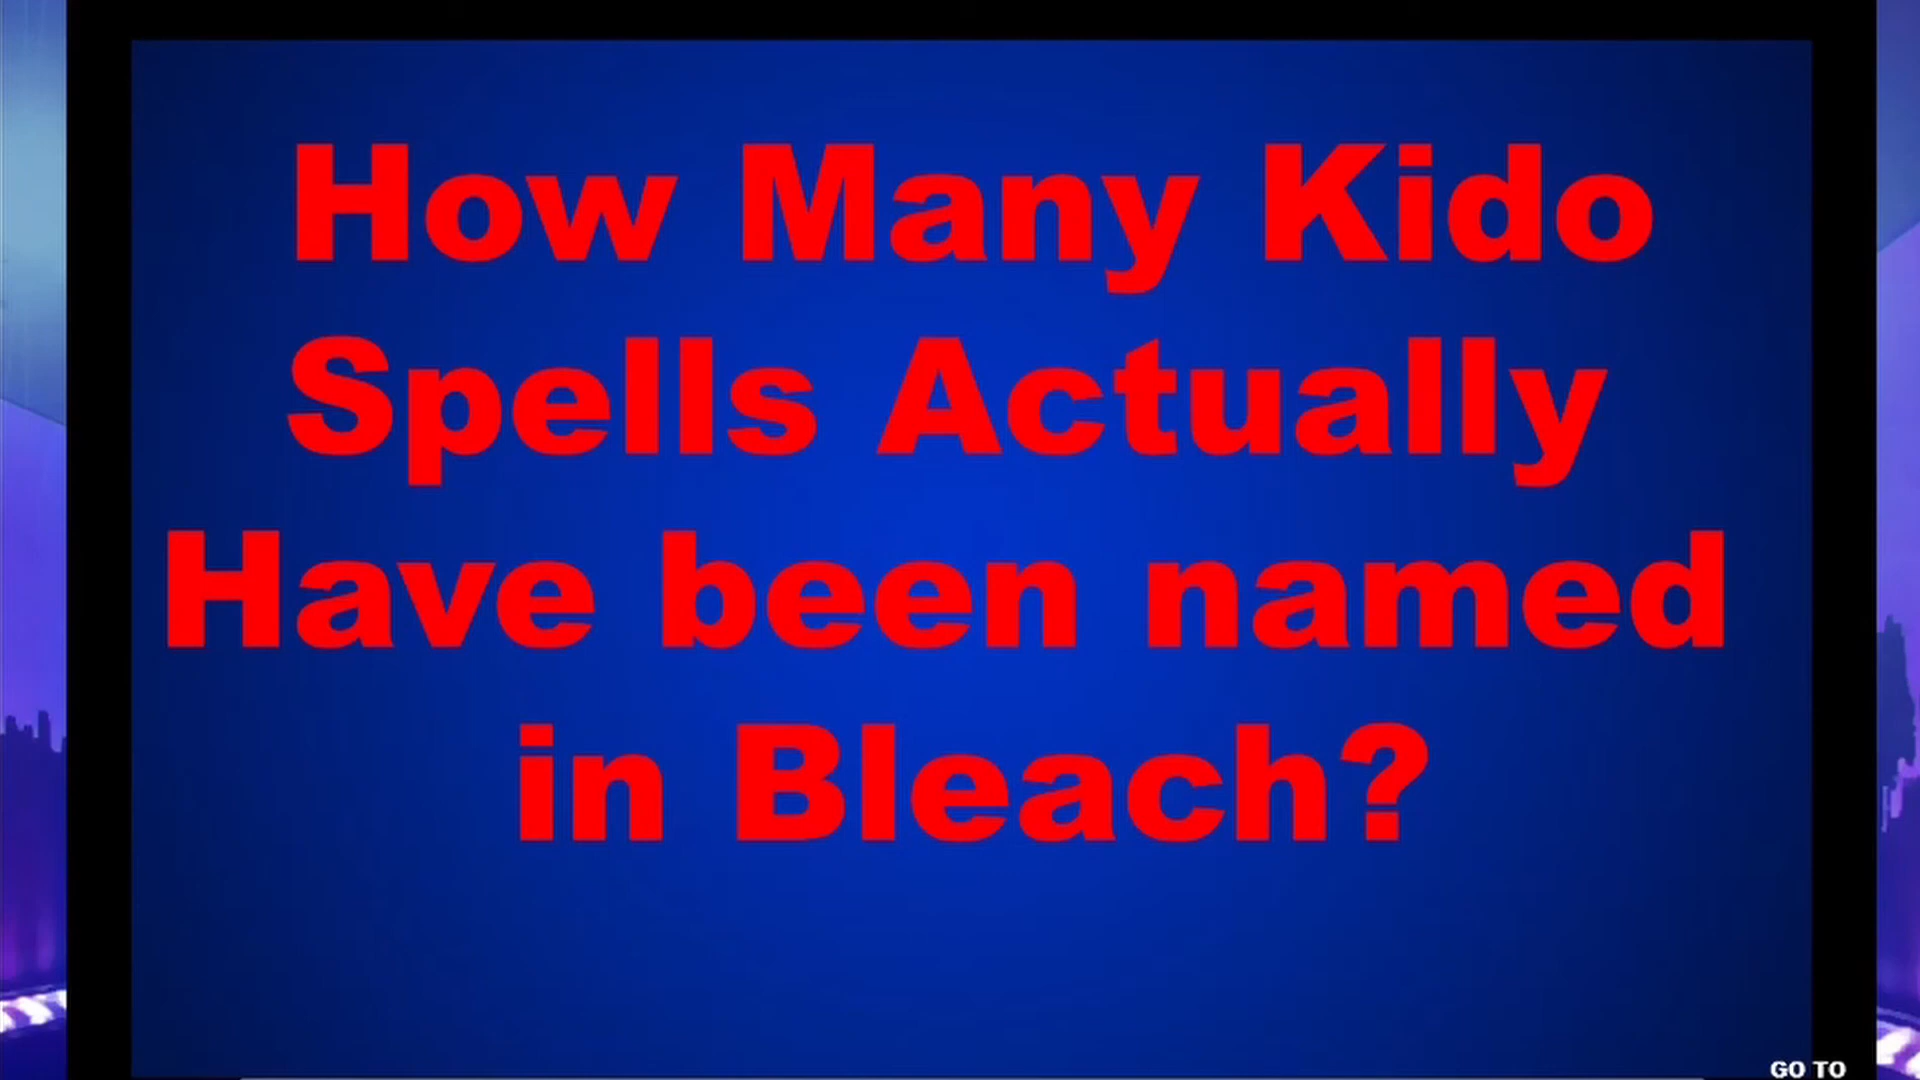 How Many Kido
Spells Actually
Have been named
in Bleach?
GO TO